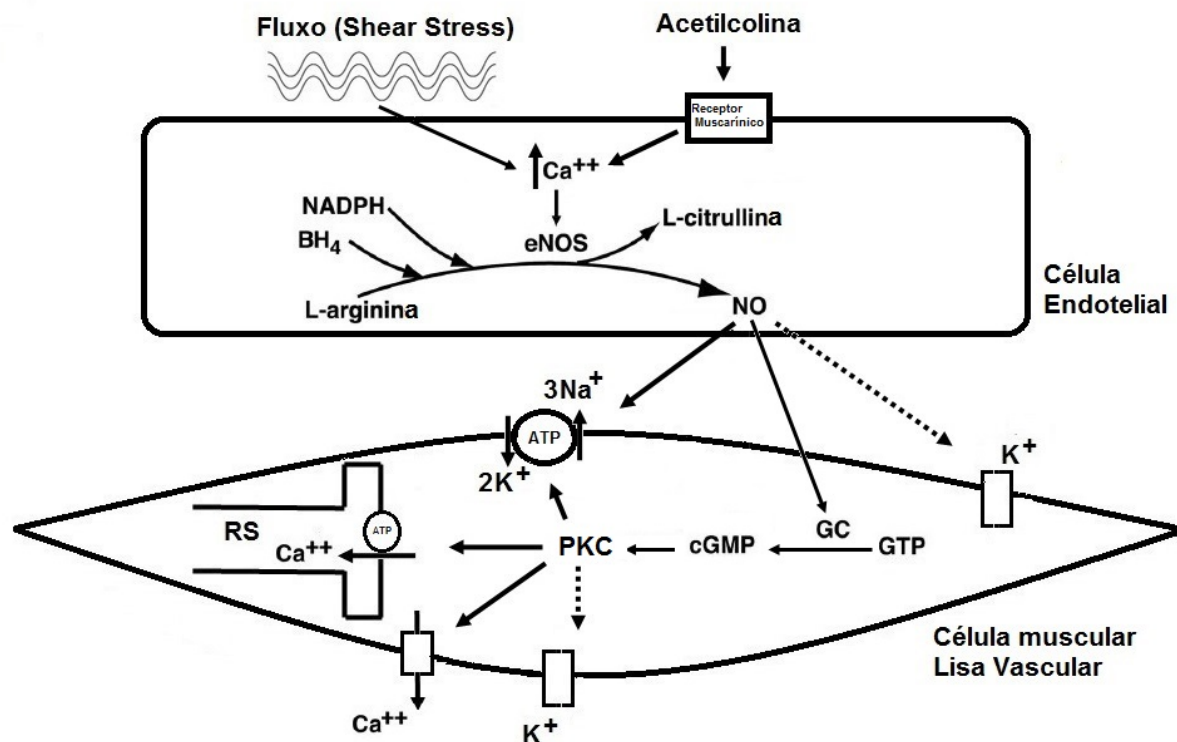 Fluxo (Shear Stress)
Acetilcolina
Receptor
Muscarínico
Ca++
NADPH
BH4
eNOS
L-citrullina
L-arginina
NO
Célula
Endotelial
3Na+
ATP
2K+
K+
RS
ATP
Ca++
PKC
cGMP
GC
GTP
Ca++
K+
Célula muscular
Lisa Vascular